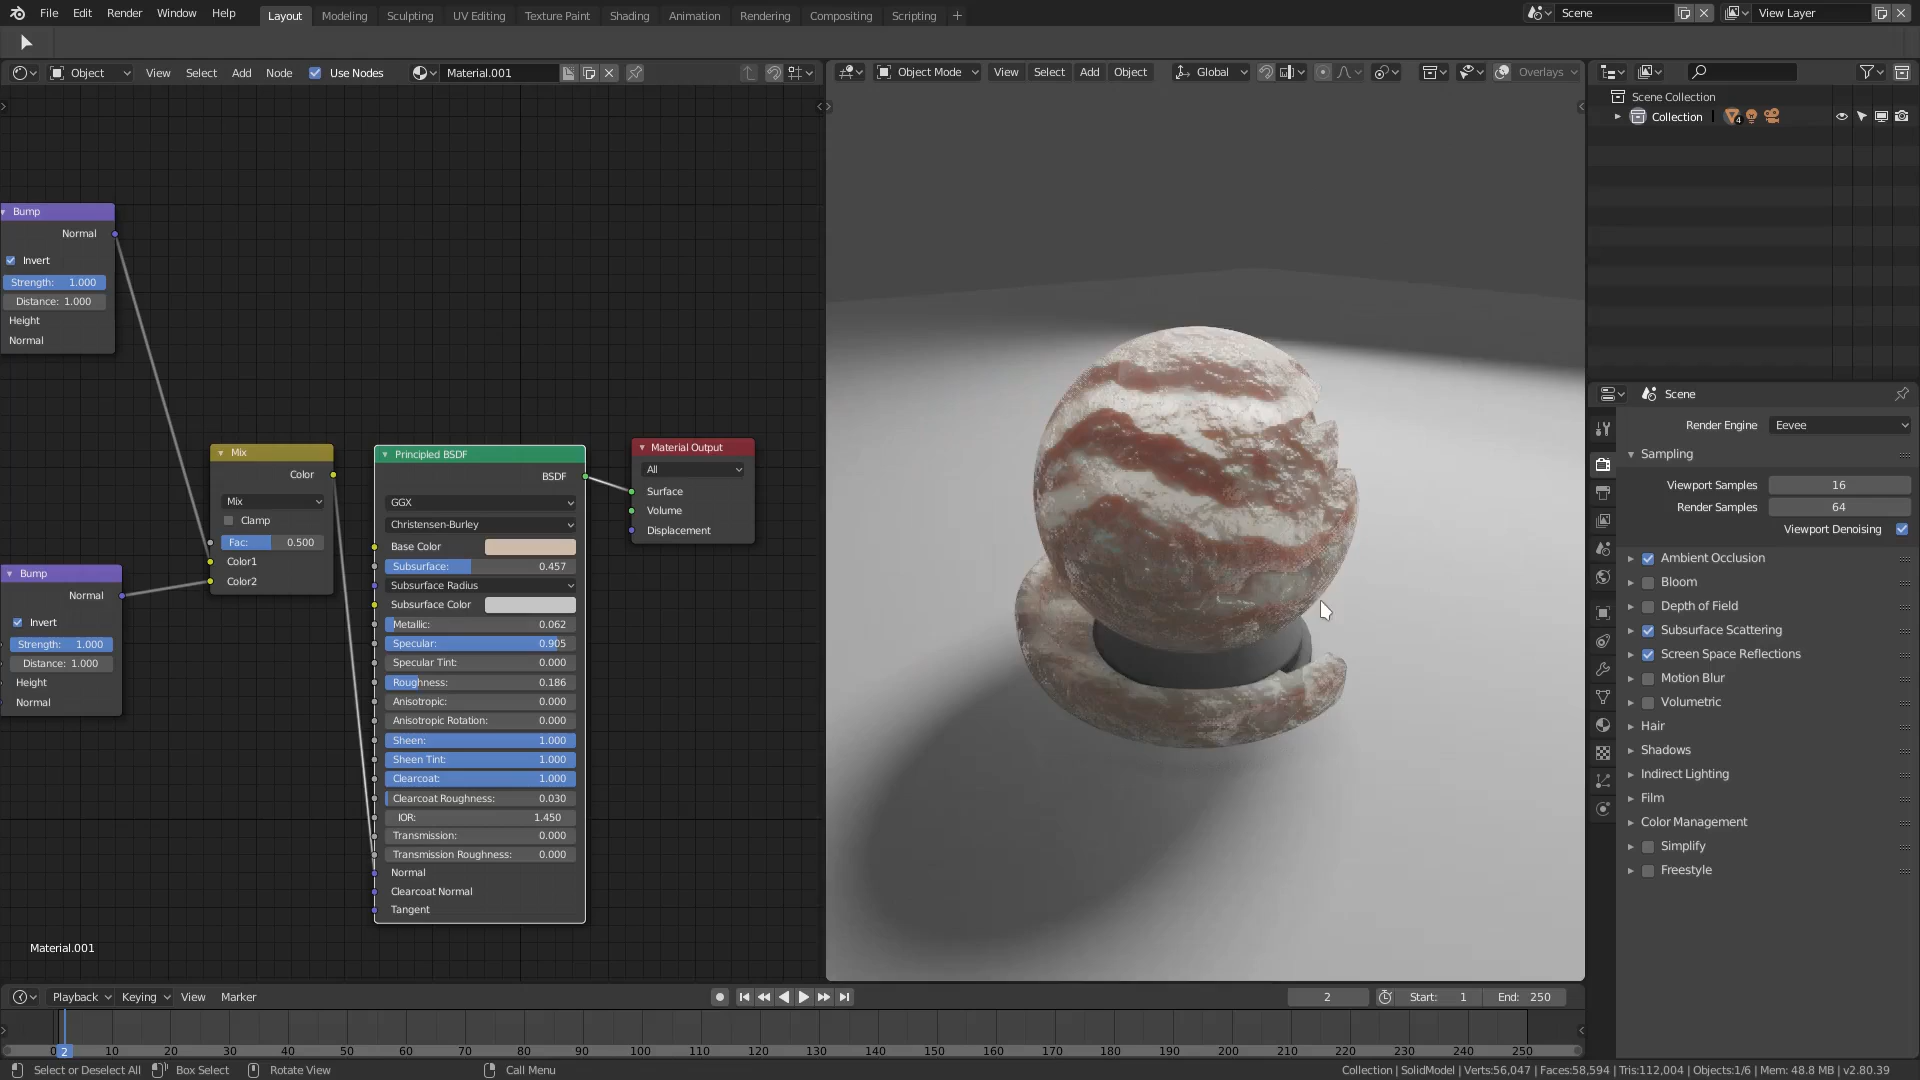 File Edit Render Window Help Layout Modeling Sculpting UV Editing Texture Paint Shading Animation Rendering Compositing Scripting + Scene View Layer
Object View Select Add Node Use Nodes Material.001
Object Mode View Select Add Object Global Overlays
Scene Collection
Collection 4
Bump
Normal
Invert
Strength: 1.000
Distance: 1.000
Height
Normal
Bump
Normal
Invert
Strength: 1.000
Distance: 1.000
Height
Normal
Mix
Color
Mix
Clamp
Fac: 0.500
Color1
Color2
Principled BSDF
BSDF
GGX
Christensen-Burley
Base Color
Subsurface: 0.457
Subsurface Radius
Subsurface Color
Metallic: 0.062
Specular: 0.905
Specular Tint: 0.000
Roughness: 0.186
Anisotropic: 0.000
Anisotropic Rotation: 0.000
Sheen: 1.000
Sheen Tint: 1.000
Clearcoat: 1.000
Clearcoat Roughness: 0.030
IOR: 1.450
Transmission: 0.000
Transmission Roughness: 0.000
Normal
Clearcoat Normal
Tangent
Material Output
All
Surface
Volume
Displacement
Material.001
Scene
Render Engine Eevee
Sampling
Viewport Samples 16
Render Samples 64
Viewport Denoising
Ambient Occlusion
Bloom
Depth of Field
Subsurface Scattering
Screen Space Reflections
Motion Blur
Volumetric
Hair
Shadows
Indirect Lighting
Film
Color Management
Simplify
Freestyle
Playback Keying View Marker 2 Start: 1 End: 250
0 2 10 20 30 40 50 60 70 80 90 100 110 120 130 140 150 160 170 180 190 200 210 220 230 240 250
Select or Deselect All Box Select Rotate View Call Menu Collection | SolidModel | Verts:56,047 | Faces:58,594 | Tris:112,004 | Objects:1/6 | Mem: 48.8 MB | v2.80.39